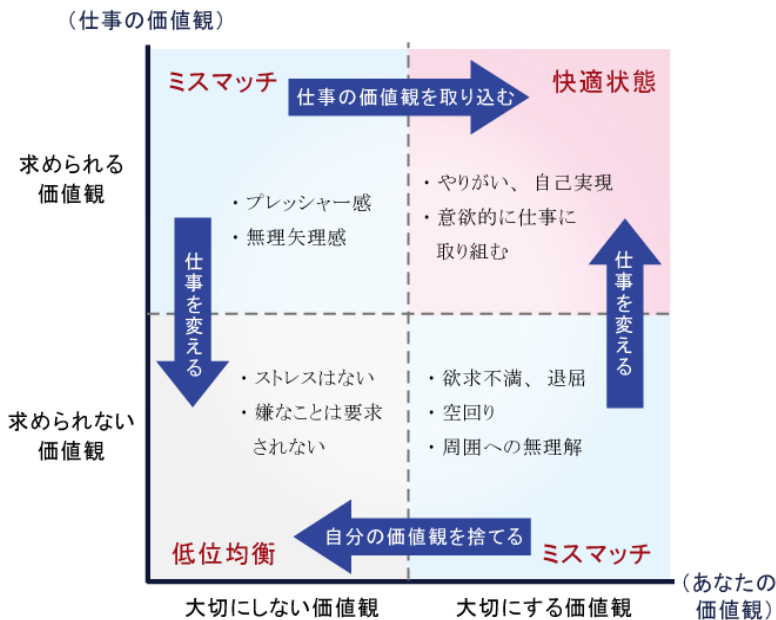 （仕事の価値観）
ミスマッチ
仕事の価値観を取り込む
快適状態
求められる
価値観
・プレッシャー感
・無理矢理感
・やりがい、自己実現
・意欲的に仕事に
取り組む
仕事を変える
仕事を変える
求められない
価値観
・ストレスはない
・嫌なことは要求
されない
・欲求不満、退屈
・空回り
・周囲への無理解
低位均衡
自分の価値観を捨てる
ミスマッチ
大切にしない価値観
大切にする価値観
（あなたの
価値観）